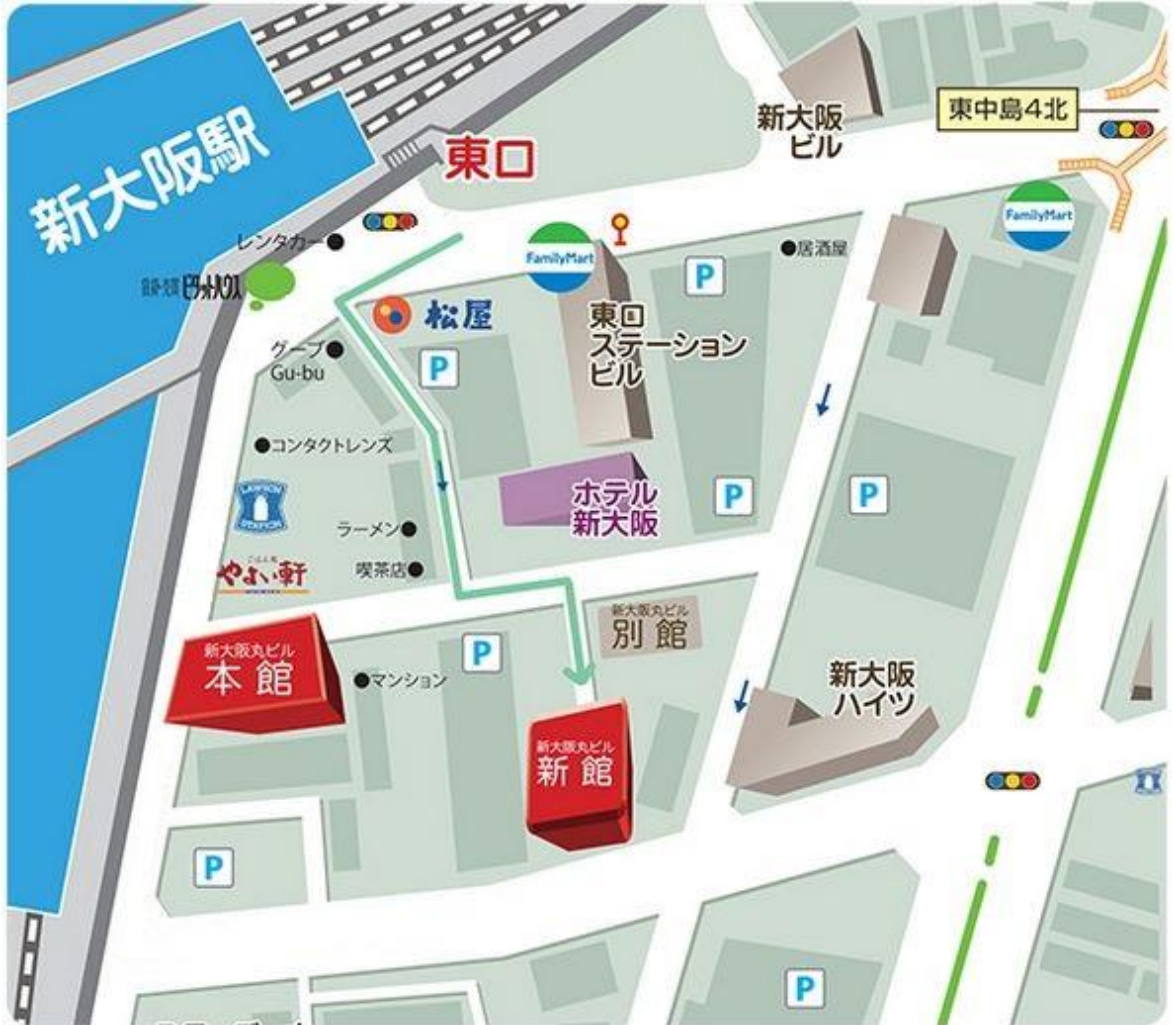 新大阪駅
東口
新大阪
ビル
東中島4北
レンタカー
FamilyMart
FamilyMart
居酒屋
松屋
東口
ステーション
ビル
P
P
グーブ
Gu-bu
コンタクトレンズ
LAWSON
STATION
ホテル
新大阪
P
P
ラーメン
喫茶店
やよい軒
新大阪丸ビル
別館
新大阪丸ビル
本館
P
マンション
新大阪
ハイツ
新大阪丸ビル
新館
P
P